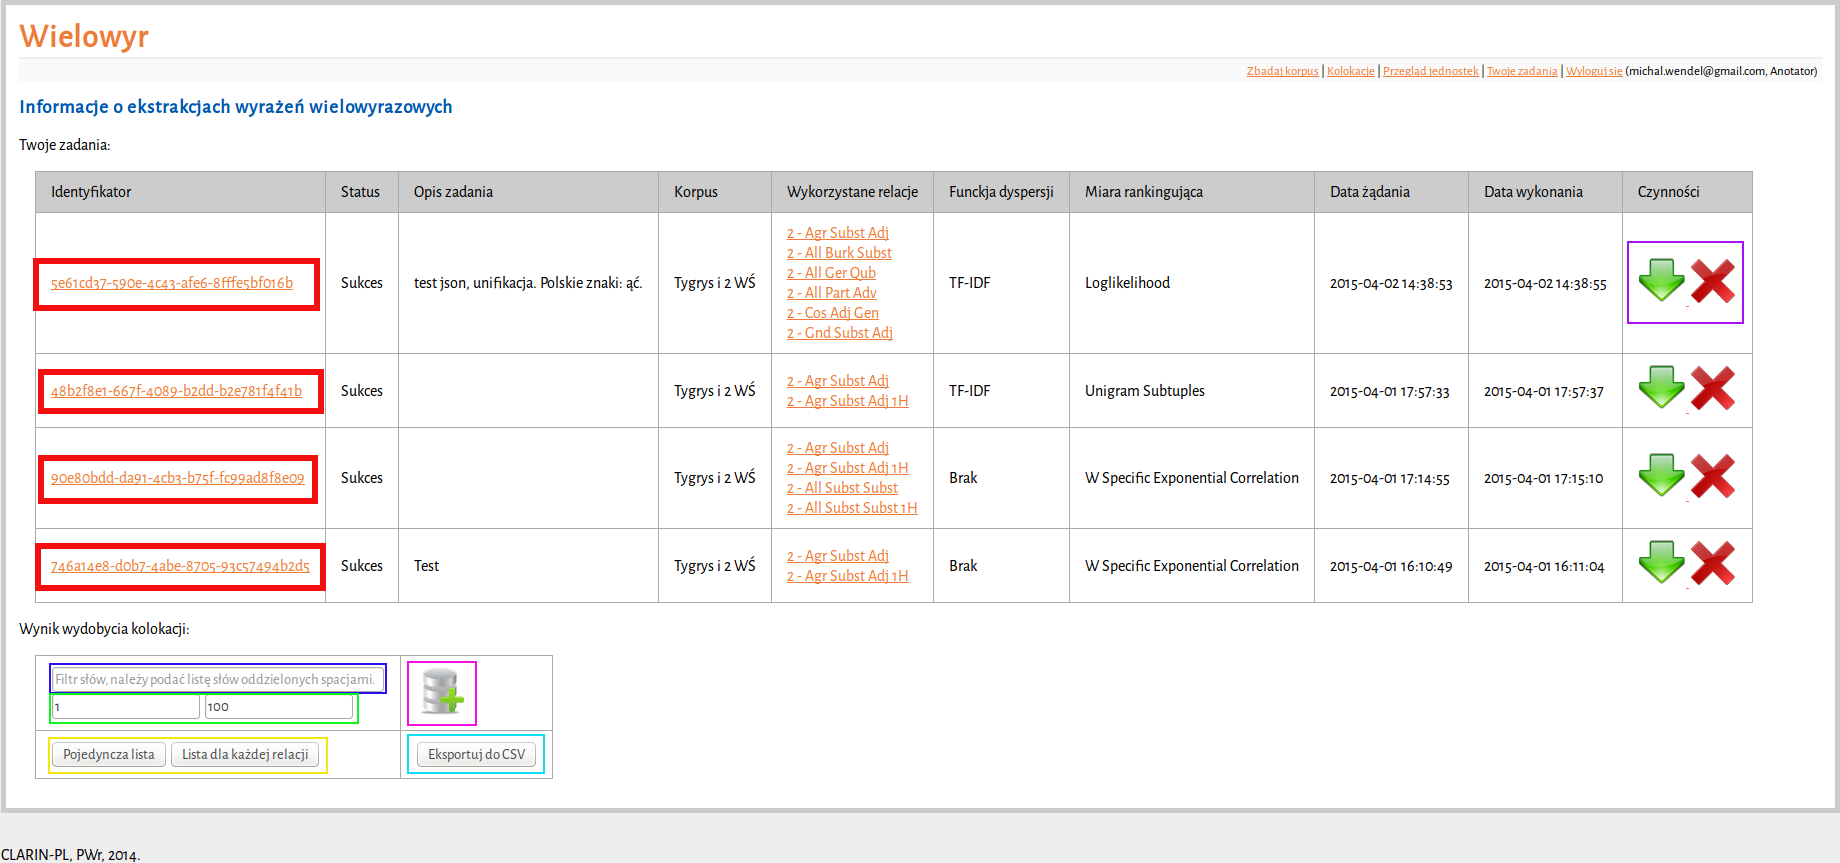 Wielowyr
Zbadaj korpus | Kolokacje | Przegląd jednostek | Twoje zadania | Wyloguj się (michal.wendel@gmail.com, Anotator)
Informacje o ekstrakcjach wyrażeń wielowyrazowych
Twoje zadania:
Identyfikator Status Opis zadania Korpus Wykorzystane relacje Funckja dyspersji Miara rankingująca Data żądania Data wykonania Czynności
2 - Agr Subst Adj
2 - All Burk Subst
2 - All Ger Qub
5e61cd37-590e-4c43-afe6-8fffe5bf016b Sukces test json, unifikacja. Polskie znaki: ąć. Tygrys i 2 WŚ TF-IDF Loglikelihood 2015-04-02 14:38:53 2015-04-02 14:38:55
2 - All Part Adv
2 - Cos Adj Gen
2 - Gnd Subst Adj
2 - Agr Subst Adj
48b2f8e1-667f-4089-b2dd-b2e781f4f41b Sukces Tygrys i 2 WŚ TF-IDF Unigram Subtuples 2015-04-01 17:57:33 2015-04-01 17:57:37
2 - Agr Subst Adj 1H
2 - Agr Subst Adj
2 - Agr Subst Adj 1H
90e80bdd-da91-4cb3-b75f-fc99ad8f8e09 Sukces Tygrys i 2 WŚ Brak W Specific Exponential Correlation 2015-04-01 17:14:55 2015-04-01 17:15:10
2 - All Subst Subst
2 - All Subst Subst 1H
2 - Agr Subst Adj
746a14e8-d0b7-4abe-8705-93c57494b2d5 Sukces Test Tygrys i 2 WŚ Brak W Specific Exponential Correlation 2015-04-01 16:10:49 2015-04-01 16:11:04
2 - Agr Subst Adj 1H
Wynik wydobycia kolokacji:
Filtr słów, należy podać listę słów oddzielonych spacjami.
1 100
Pojedyncza lista Lista dla każdej relacji Eksportuj do CSV
CLARIN-PL, PWr, 2014.